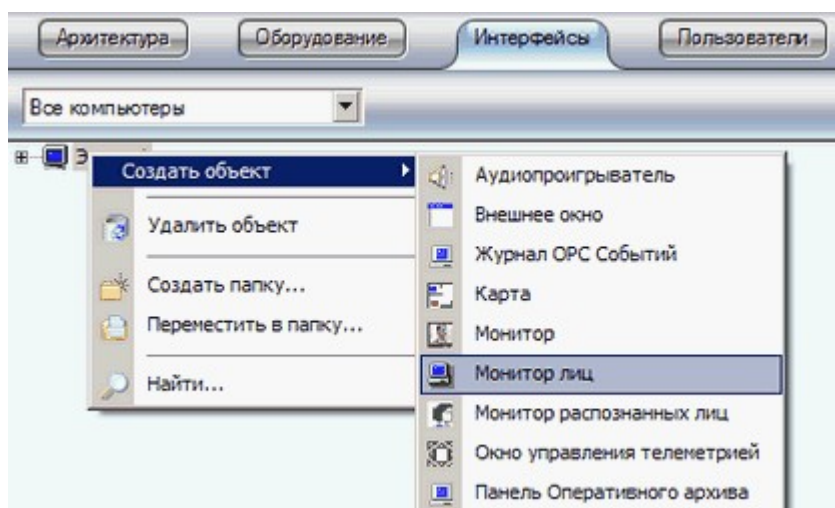 Архитектура Оборудование Интерфейсы Пользователи
Все компьютеры
Создать объект
Удалить объект
Создать папку...
Переместить в папку...
Найти...
Аудиопроигрыватель
Внешнее окно
Журнал OPC Событий
Карта
Монитор
Монитор лиц
Монитор распознанных лиц
Окно управления телеметрией
Панель Оперативного архива